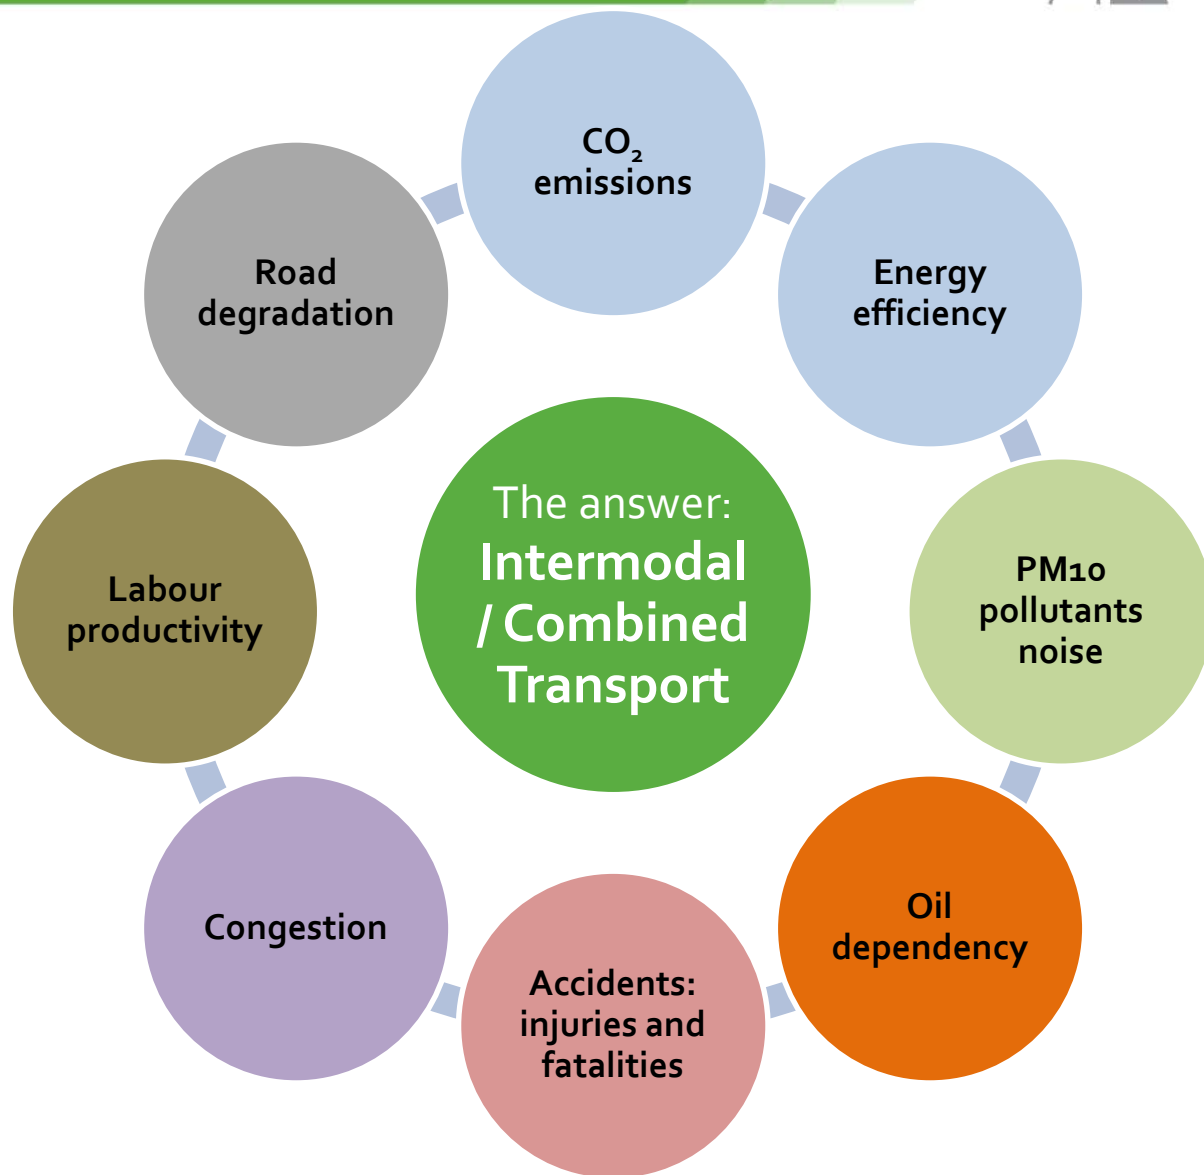 CO₂
emissions
Energy
efficiency
PM10
pollutants
noise
Oil
dependency
Accidents:
injuries and
fatalities
Congestion
Labour
productivity
Road
degradation
The answer:
Intermodal
/ Combined
Transport